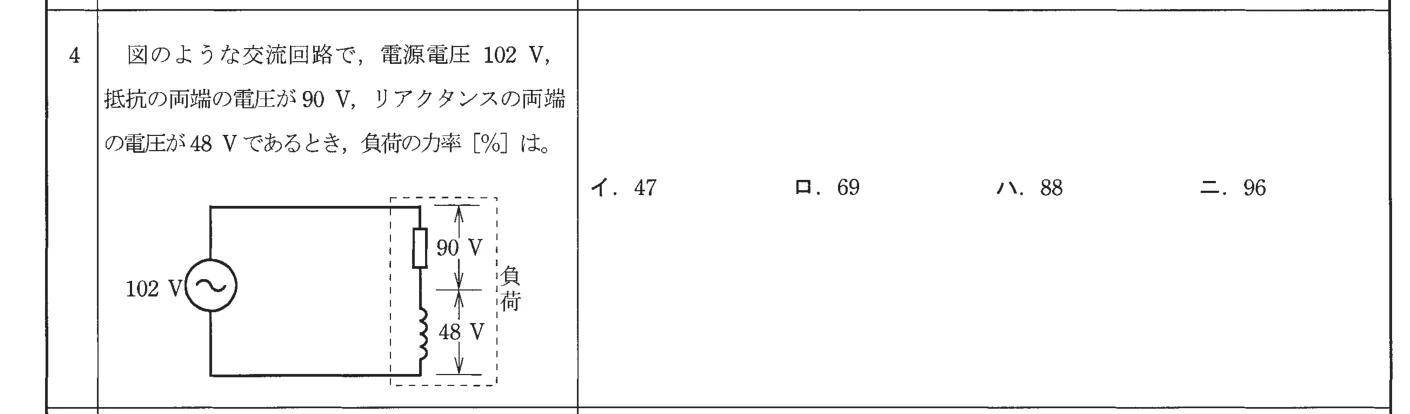 4
図のような交流回路で，電源電圧 102 V，
抵抗の両端の電圧が 90 V，リアクタンスの両端
の電圧が 48 V であるとき，負荷の力率［%］は。
イ．47 ロ．69 ハ．88 ニ．96
90 V
102 V
負荷
48 V